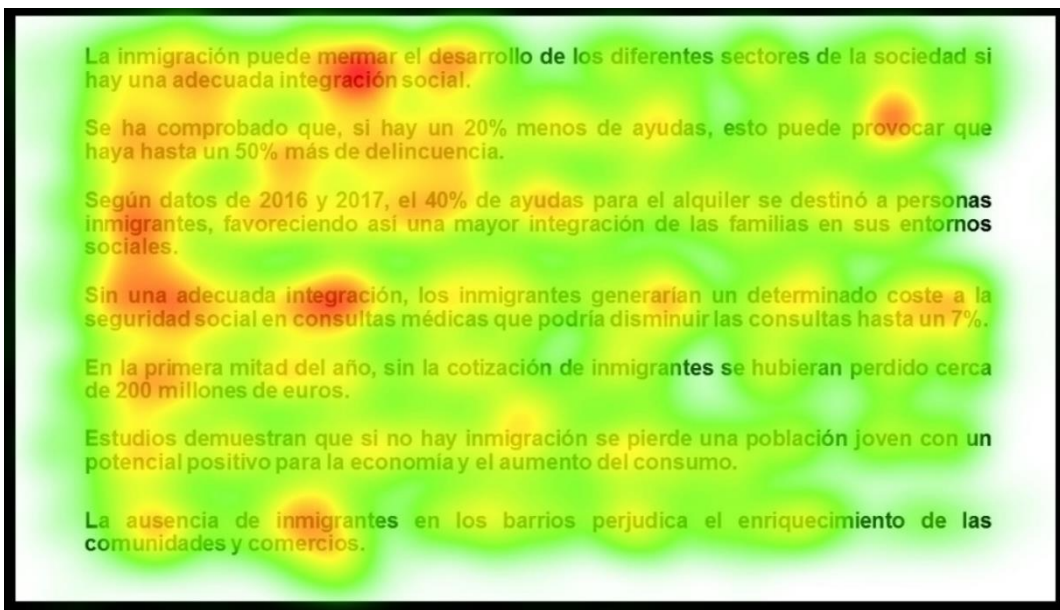 La inmigración puede mermar el desarrollo de los diferentes sectores de la sociedad si
hay una adecuada integración social.
Se ha comprobado que, si hay un 20% menos de ayudas, esto puede provocar que
haya hasta un 50% más de delincuencia.
Según datos de 2016 y 2017, el 40% de ayudas para el alquiler se destinó a personas
inmigrantes, favoreciendo así una mayor integración de las familias en sus entornos
sociales.
Sin una adecuada integración, los inmigrantes generarían un determinado coste a la
seguridad social en consultas médicas que podría disminuir las consultas hasta un 7%.
En la primera mitad del año, sin la cotización de inmigrantes se hubieran perdido cerca
de 200 millones de euros.
Estudios demuestran que si no hay inmigración se pierde una población joven con un
potencial positivo para la economía y el aumento del consumo.
La ausencia de inmigrantes en los barrios perjudica el enriquecimiento de las
comunidades y comercios.